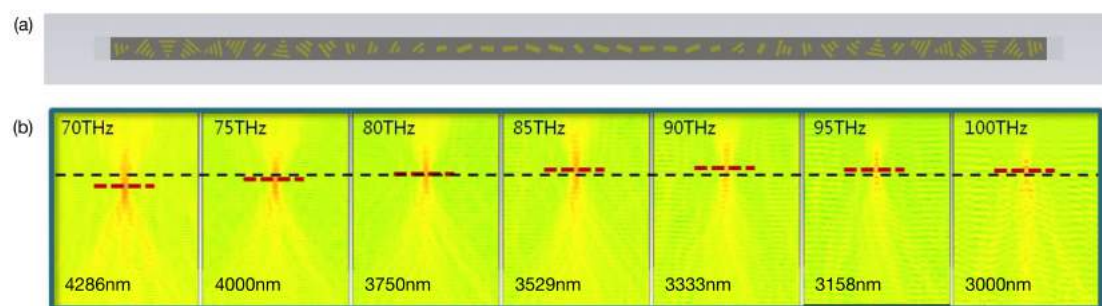 (a)
(b)
70THz 75THz 80THz 85THz 90THz 95THz 100THz
4286nm 4000nm 3750nm 3529nm 3333nm 3158nm 3000nm